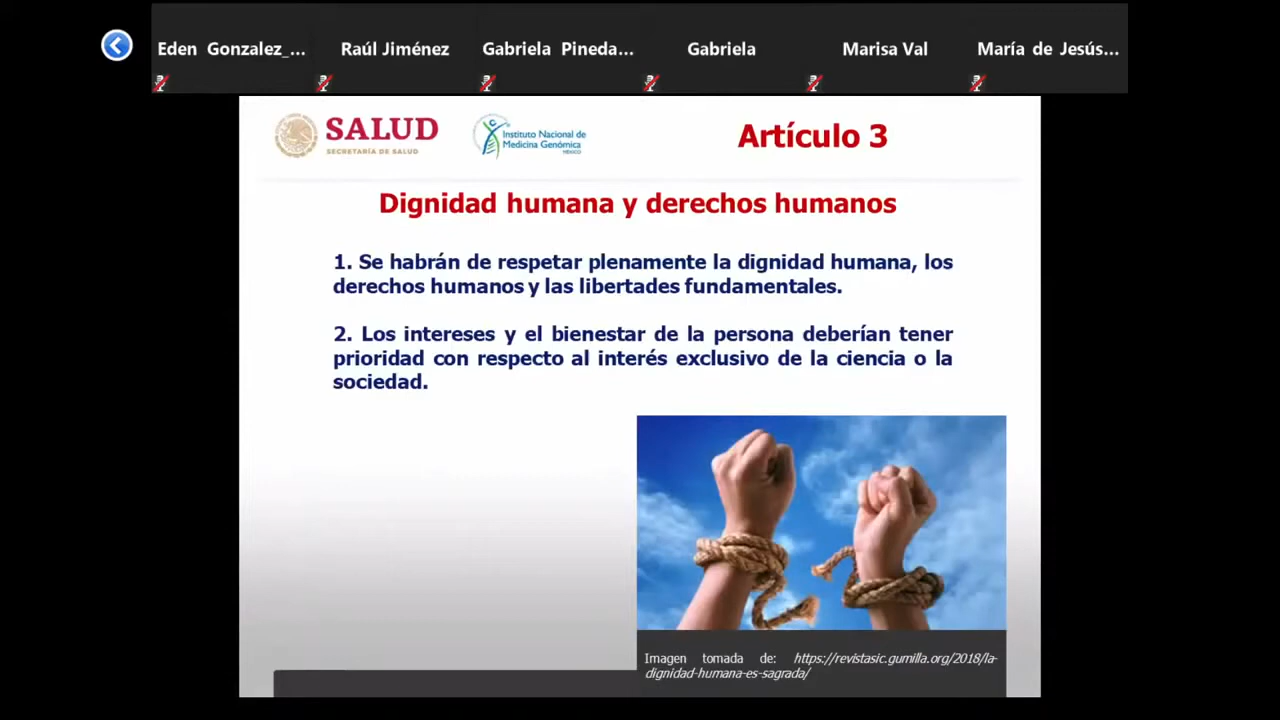 Eden Gonzalez_...
Raúl Jiménez
Gabriela Pineda...
Gabriela
Marisa Val
María de Jesús...
SALUD
SECRETARÍA DE SALUD
Instituto Nacional de
Medicina Genómica
MÉXICO
Artículo 3
Dignidad humana y derechos humanos
1. Se habrán de respetar plenamente la dignidad humana, los
derechos humanos y las libertades fundamentales.
2. Los intereses y el bienestar de la persona deberían tener
prioridad con respecto al interés exclusivo de la ciencia o la
sociedad.
Imagen tomada de: https://revistasic.gumilla.org/2018/la-
dignidad-humana-es-sagrada/